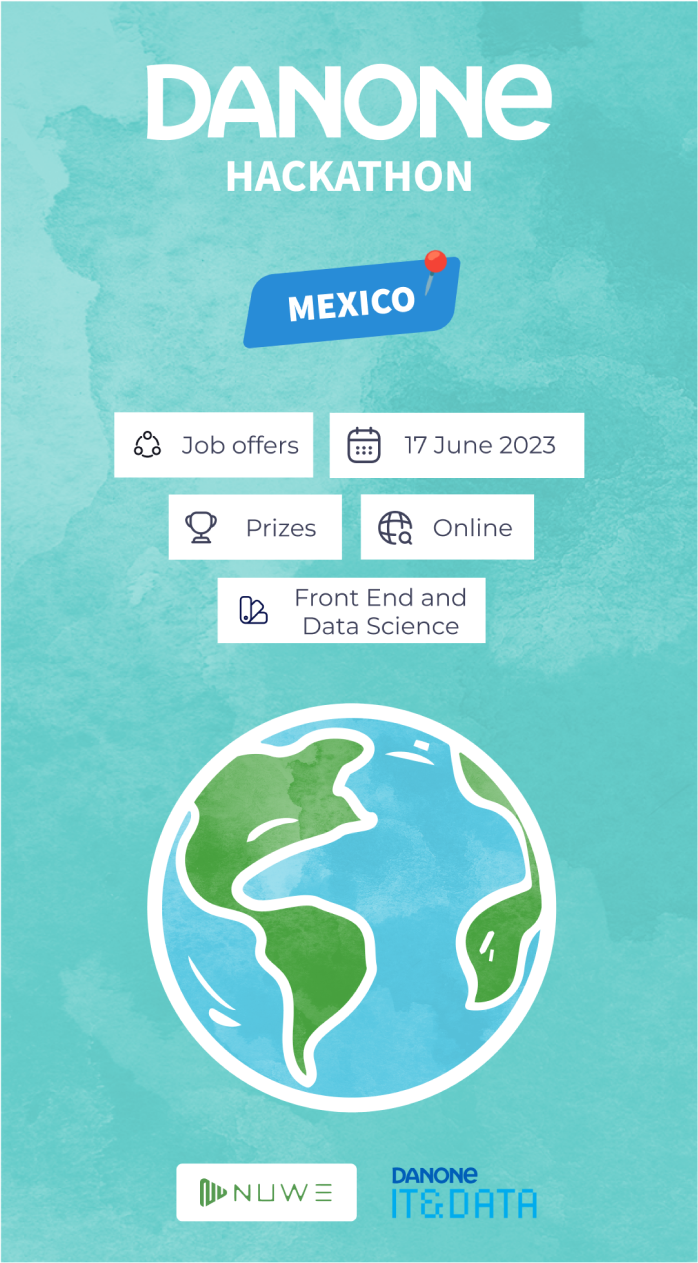 DANONE
HACKATHON
MEXICO
Job offers
17 June 2023
Prizes
Online
Front End and
Data Science
NUWE
DANONE
IT&DATA